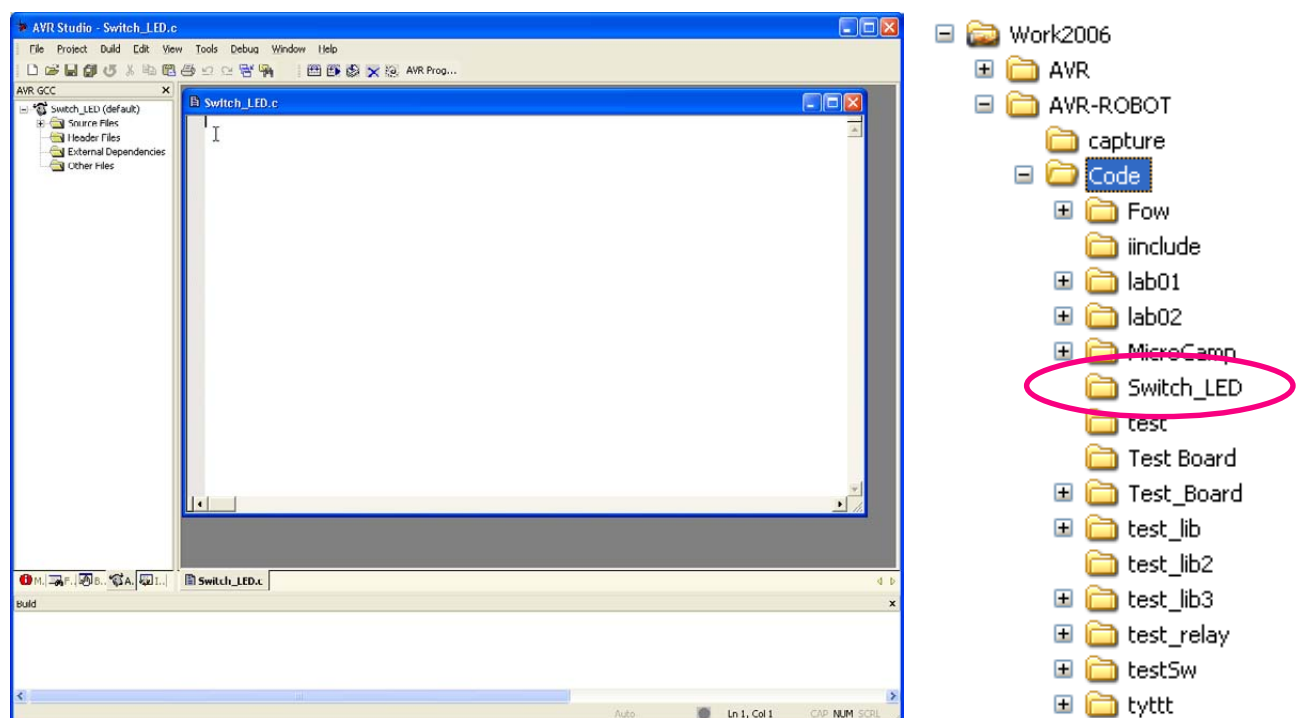 AVR Studio - Switch_LED.c
File Project Build Edit View Tools Debug Window Help
AVR Prog...
AVR GCC
Switch_LED (default)
Source Files
Header Files
External Dependencies
Other Files
Switch_LED.c
M.. F.. B.. A. I...
Switch_LED.c
Build
Auto Ln 1, Col 1 CAP NUM SCRL
Work2006
AVR
AVR-ROBOT
capture
Code
Fow
iinclude
lab01
lab02
MicroCamp
Switch_LED
test
Test Board
Test_Board
test_lib
test_lib2
test_lib3
test_relay
testSw
tyttt